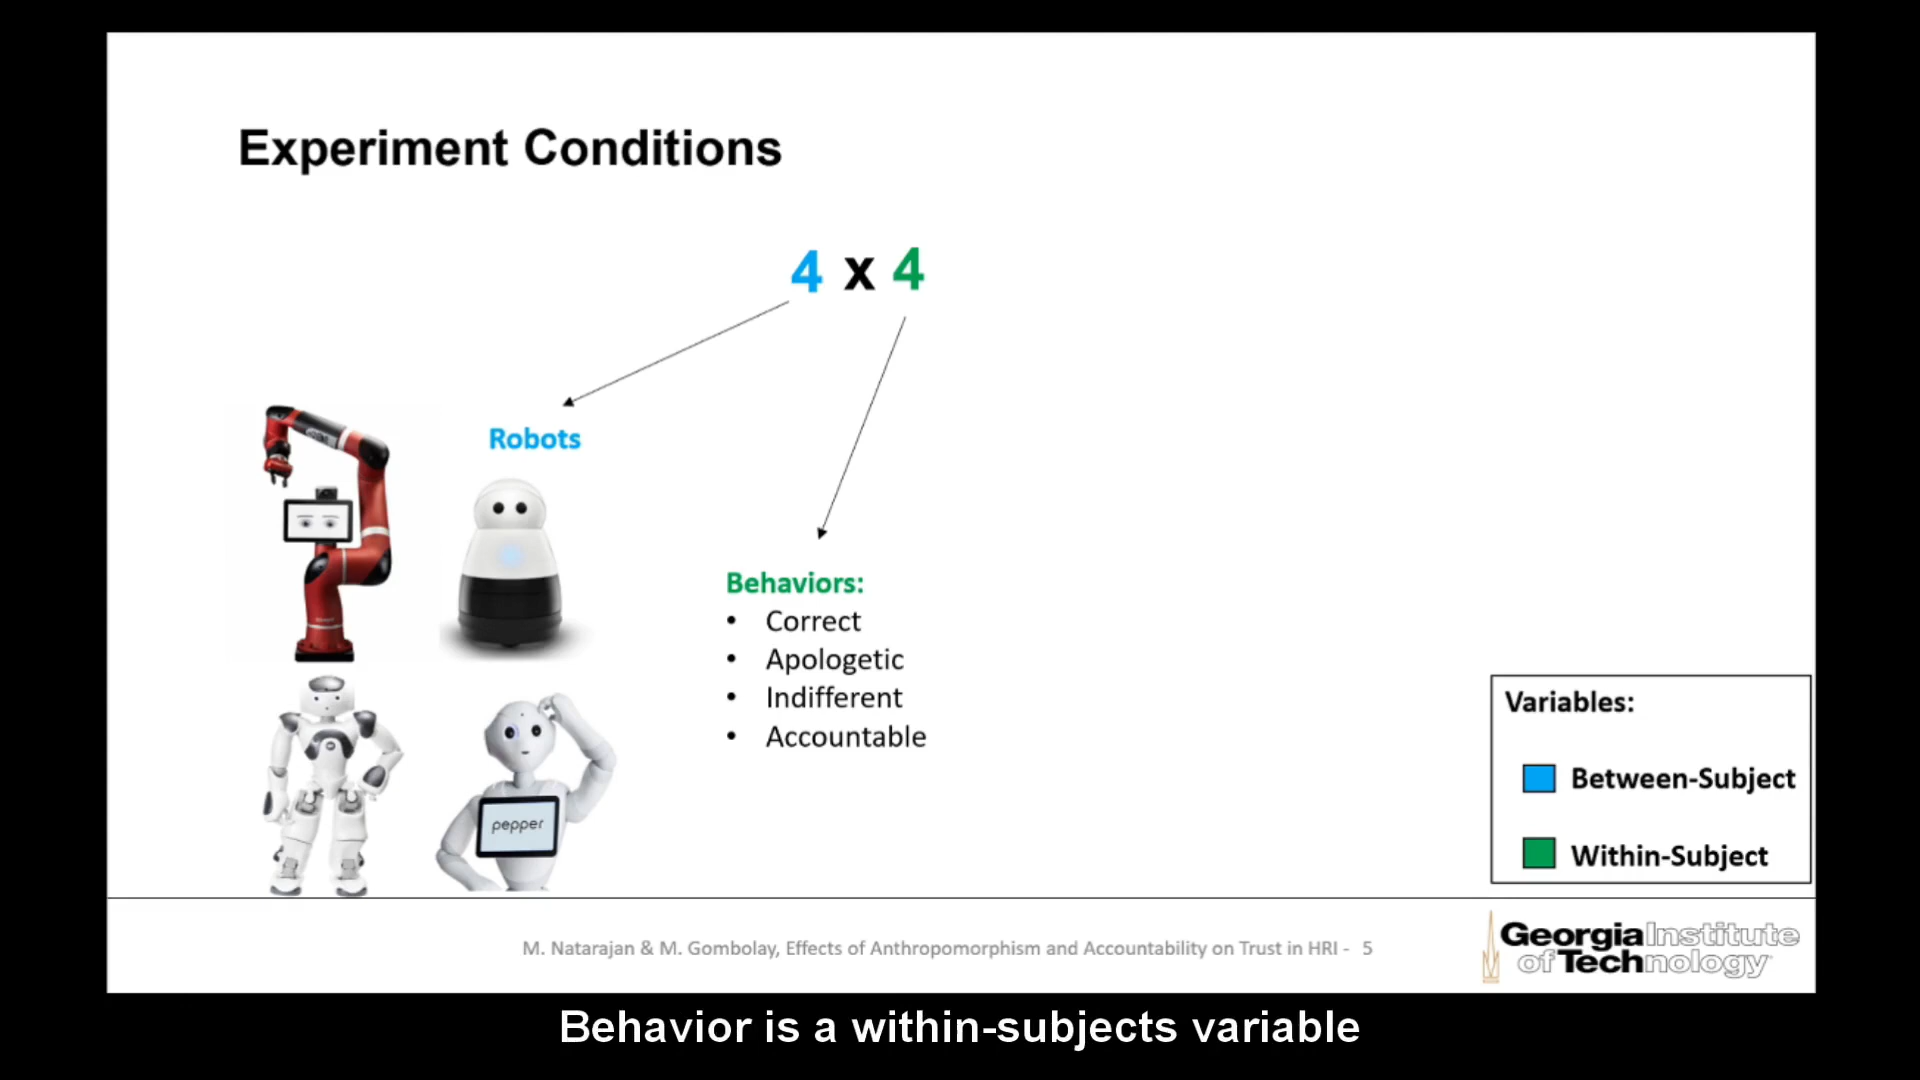 Experiment Conditions
4 x 4
Robots
pepper
Behaviors:
• Correct
• Apologetic
• Indifferent
• Accountable
Variables:
Between-Subject
Within-Subject
M. Natarajan & M. Gombolay, Effects of Anthropomorphism and Accountability on Trust in HRI - 5
Georgia Institute
of Technology
Behavior is a within-subjects variable